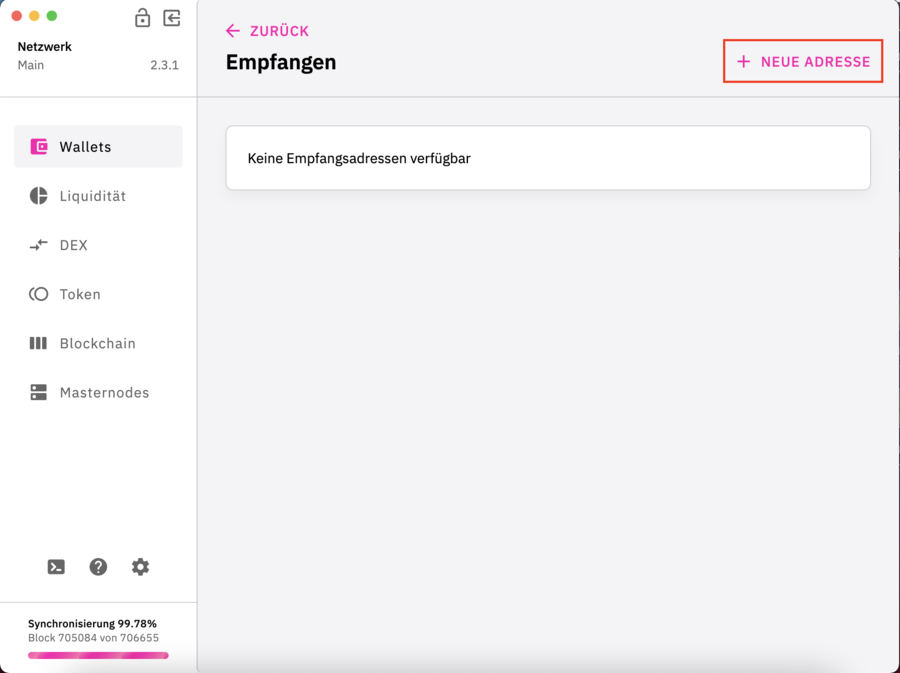 Netzwerk
Main 2.3.1
Wallets
Liquidität
DEX
Token
Blockchain
Masternodes
Synchronisierung 99.78%
Block 705084 von 706655
ZURÜCK
Empfangen
NEUE ADRESSE
Keine Empfangsadressen verfügbar